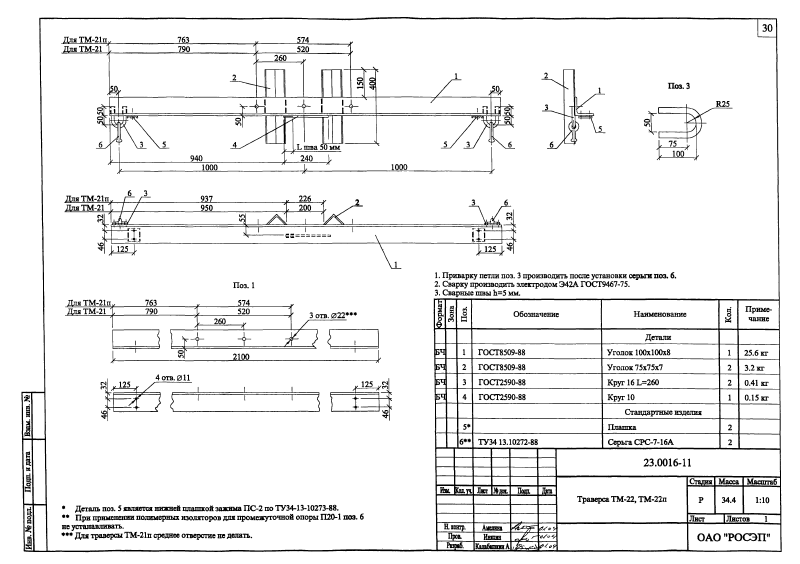 30
Для ТМ-21п 763 574
Для ТМ-21 790 520
260
2
150
400
1
50
50
50
50
4
50
50
6 3 5
L шва 50 мм
5 3 6
940 240
1000 1000
2
1
3
6
5
Поз. 3
R25
50
75
100
Для ТМ-21п 937 226
Для ТМ-21 950 200
6 3
2
3 6
32
46
125
55
32
46
125
1
Поз. 1
Для ТМ-21п 763 574
Для ТМ-21 790 520
260
3 отв. Ø22***
50
2100
4 отв. Ø11
32
46
125
125
32
46
1. Приварку петли поз. 3 производить после установки серьги поз. 6.
2. Сварку производить электродом Э42А ГОСТ9467-75.
3. Сварные швы h=5 мм.
Формат Зона Поз. Обозначение Наименование Кол. Приме-чание
Детали
БЧ 1 ГОСТ8509-88 Уголок 100х100х8 1 25.6 кг
БЧ 2 ГОСТ8509-88 Уголок 75х75х7 2 3.2 кг
БЧ 3 ГОСТ2590-88 Круг 16 L=260 2 0.41 кг
БЧ 4 ГОСТ2590-88 Круг 10 1 0.15 кг
Стандартные изделия
5* Плашка 2
6** ТУ34 13.10272-88 Серьга СРС-7-16А 2
23.0016-11
Изм. Кол. уч. Лист № док. Подп. Дата
Траверса ТМ-22, ТМ-22п
Стадия Масса Масштаб
Р 34.4 1:10
Лист Листов 1
Н. контр. Амелина
Пров.
Разраб. Калабашкин А
ОАО "РОСЭП"
Взам. инв. №
Подп. и дата
Инв. № подл.
* Деталь поз. 5 является нижней плашкой зажима ПС-2 по ТУ34-13-10273-88.
** При применении полимерных изоляторов для промежуточной опоры П20-1 поз. 6
не устанавливать.
*** Для траверсы ТМ-21п среднее отверстие не делать.